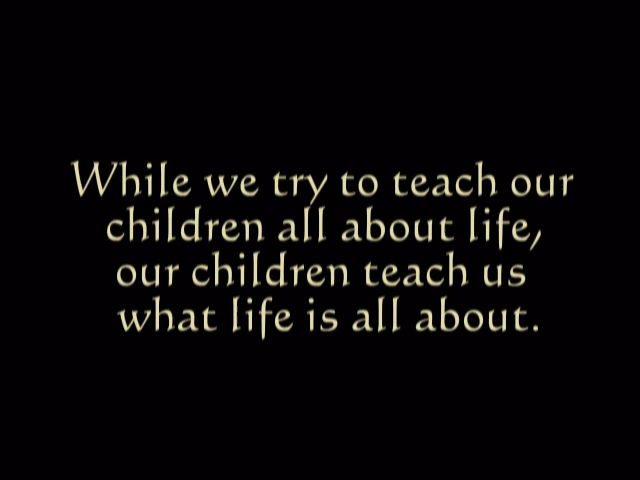 While we try to teach our
children all about life,
our children teach us
what life is all about.